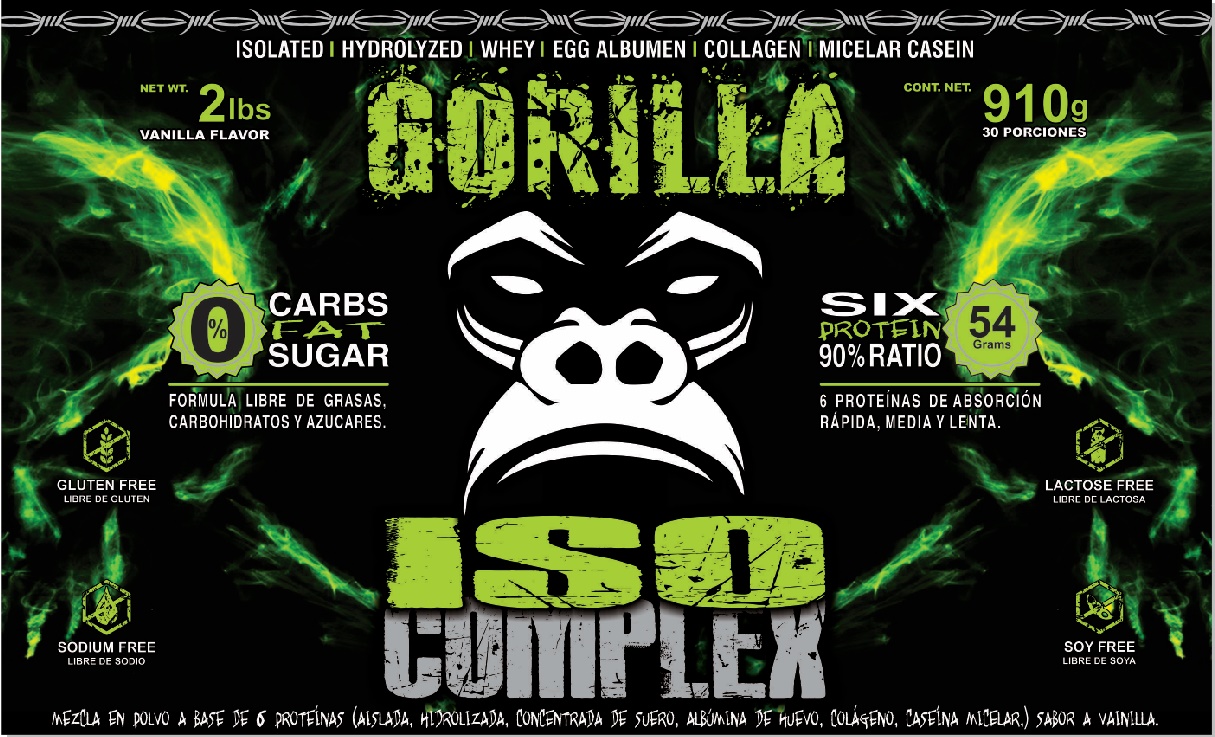 ISOLATED | HYDROLYZED | WHEY | EGG ALBUMEN | COLLAGEN | MICELAR CASEIN
NET WT. 2lbs
VANILLA FLAVOR
GORILLA
CONT. NET. 910g
30 PORCIONES
0%
CARBS
FAT
SUGAR
FORMULA LIBRE DE GRASAS,
CARBOHIDRATOS Y AZUCARES.
SIX
PROTEIN
90% RATIO
54
Grams
6 PROTEÍNAS DE ABSORCIÓN
RÁPIDA, MEDIA Y LENTA.
GLUTEN FREE
LIBRE DE GLUTEN
LACTOSE FREE
LIBRE DE LACTOSA
SODIUM FREE
LIBRE DE SODIO
SOY FREE
LIBRE DE SOYA
ISO
COMPLEX
MEZCLA EN POLVO A BASE DE 6 PROTEÍNAS (AISLADA, HIDROLIZADA, CONCENTRADA DE SUERO, ALBÚMINA DE HUEVO, COLÁGENO, CASEÍNA MICELAR.) SABOR A VAINILLA.